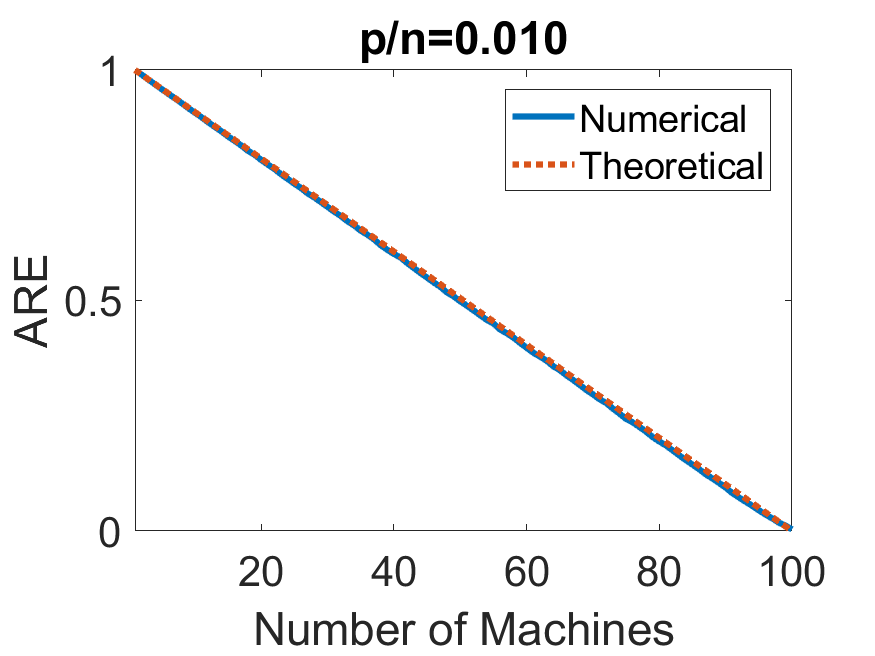 p/n=0.010
1
0.5
0
ARE
Numerical
Theoretical
20 40 60 80 100
Number of Machines